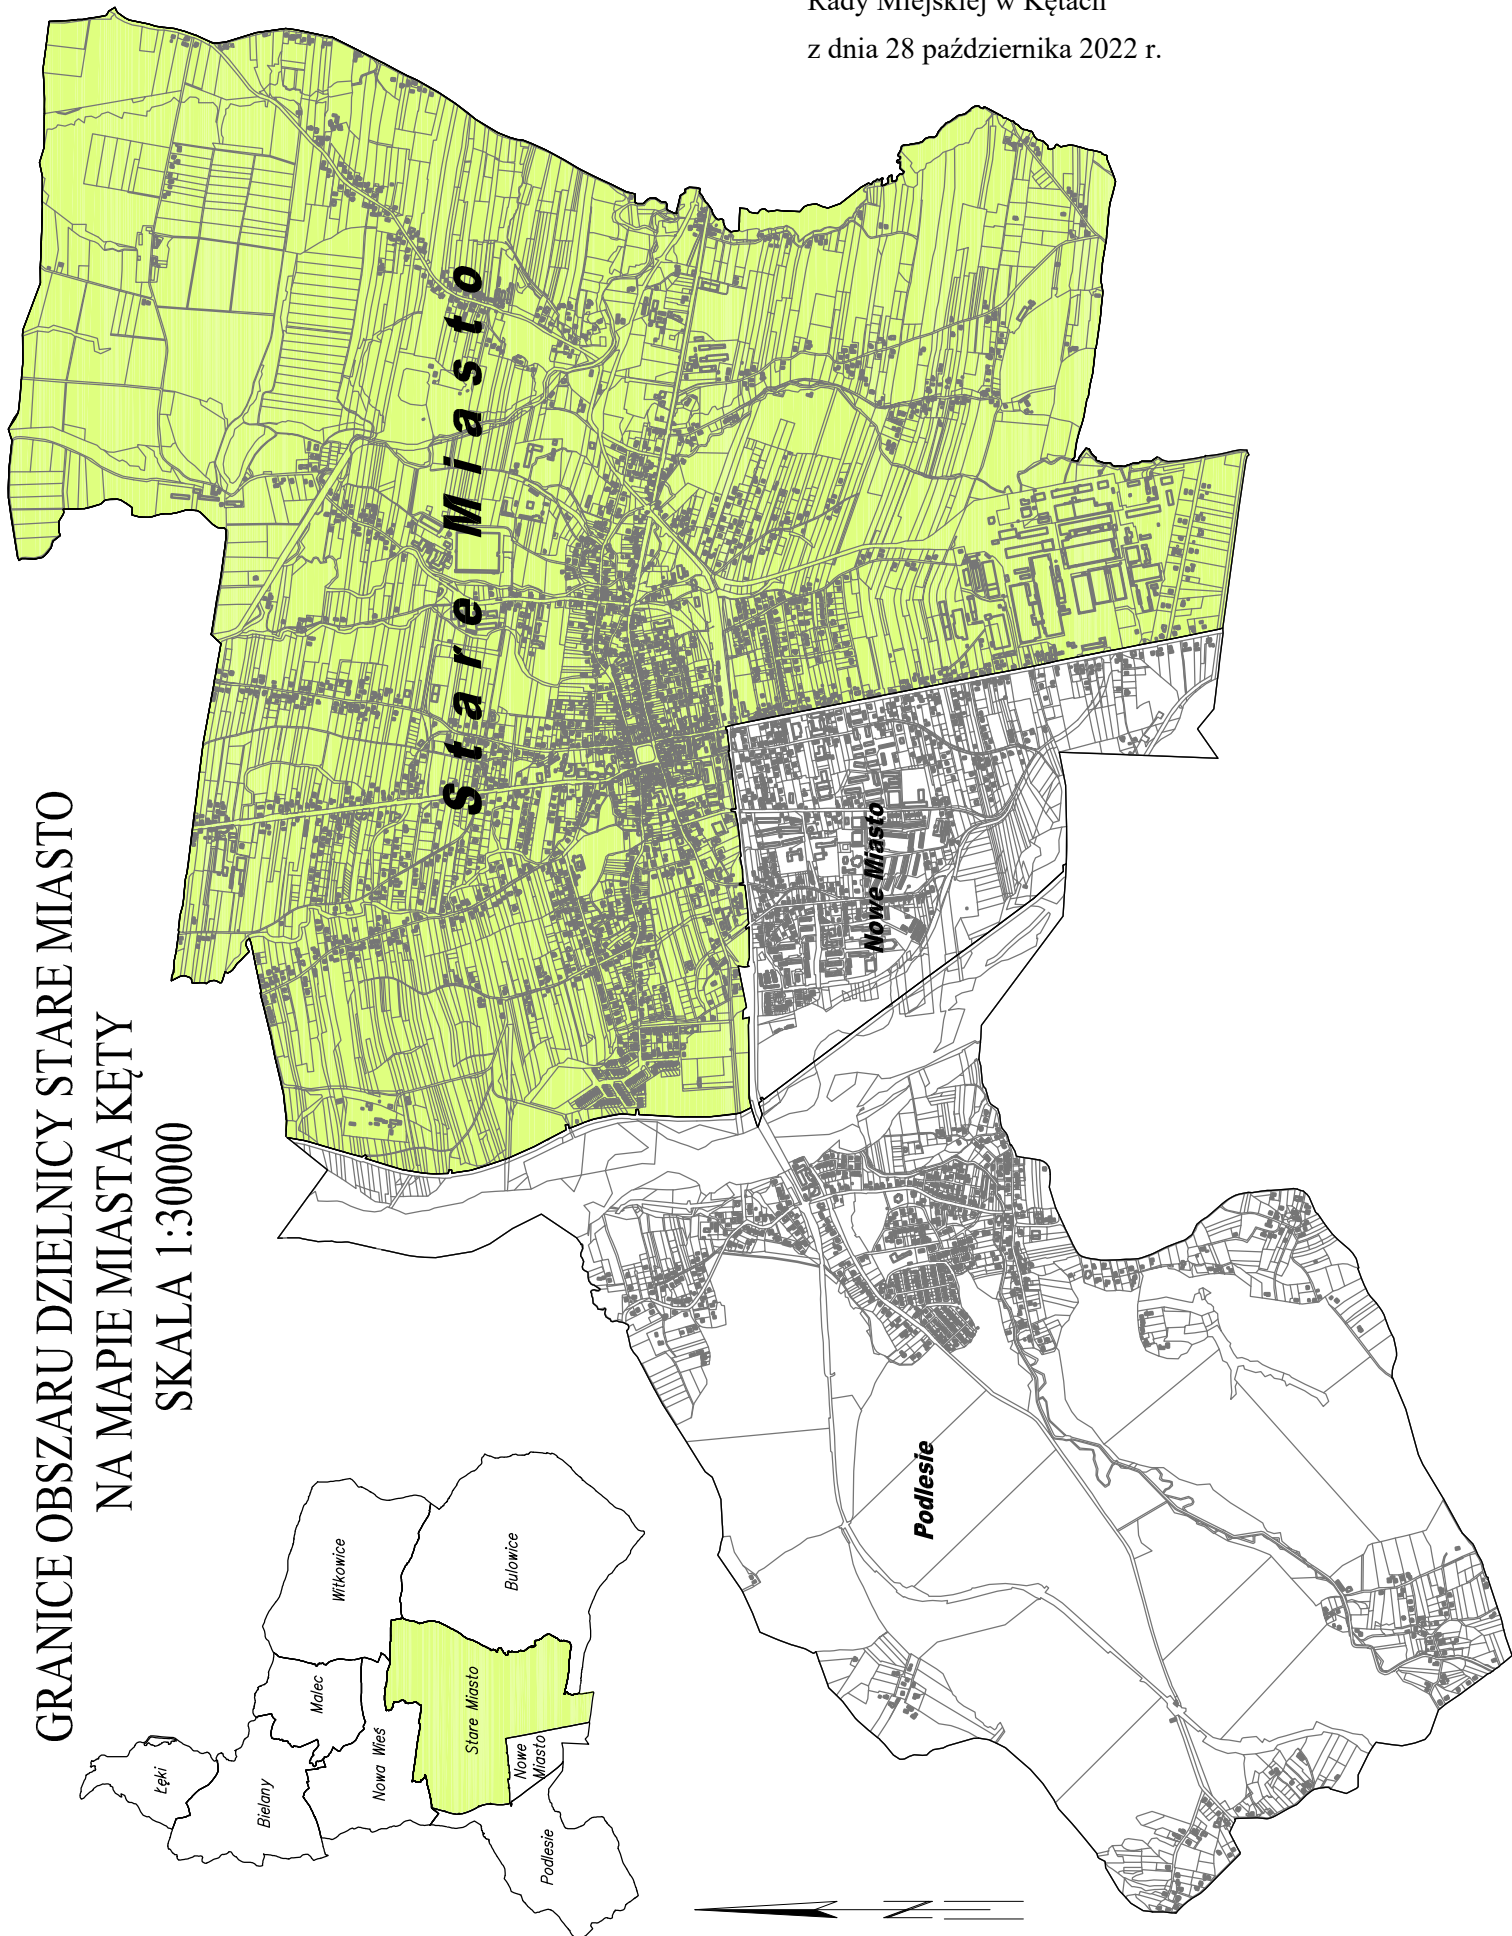 Rady Miejskiej w Kętach
z dnia 28 października 2022 r.
GRANICE OBSZARU DZIELNICY STARE MIASTO
NA MAPIE MIASTA KĘTY
SKALA 1:30000
Stare Miasto
Nowe Miasto
Podlesie
Łęki
Bielany
Malec
Witkowice
Nowa Wieś
Bulowice
Stare Miasto
Nowe
Miasto
Podlesie
N